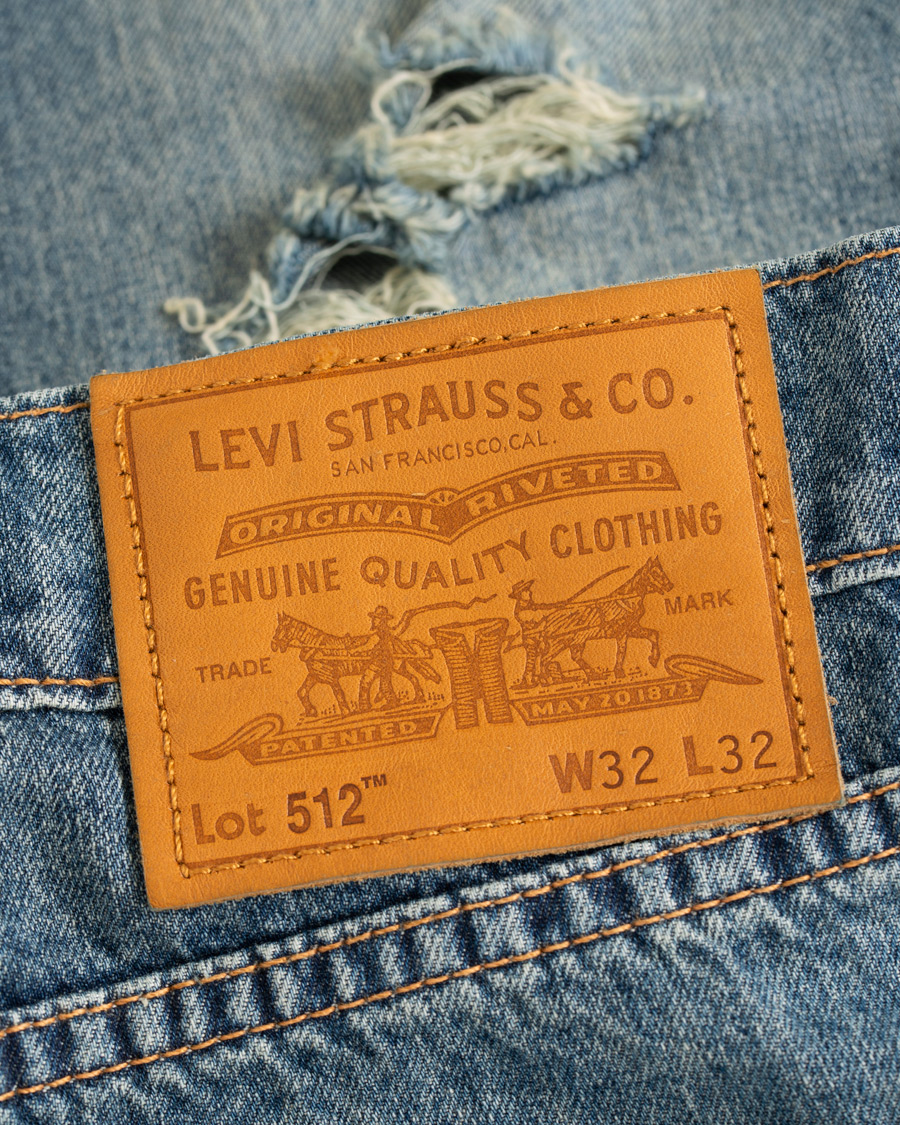 LEVI STRAUSS & CO.
SAN FRANCISCO, CAL.
ORIGINAL RIVETED
GENUINE QUALITY CLOTHING
TRADE MARK
PATENTED MAY 20 1873
Lot 512™ W32 L32